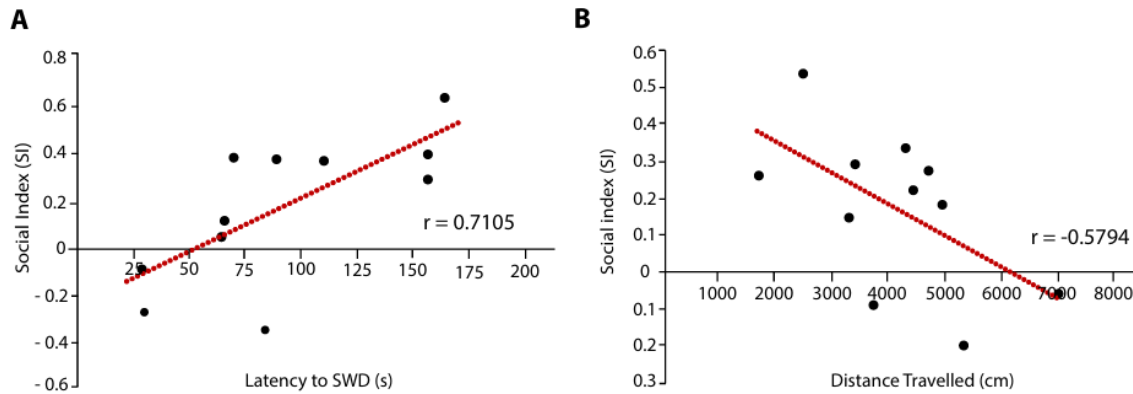 A
0.8
0.6
0.4
0.2
0
- 0.2
- 0.4
- 0.6
Social Index (SI)
25 50 75 100 125 150 175 200
r = 0.7105
Latency to SWD (s)
B
0.6
0.5
0.4
0.3
0.2
0.1
0
0.1
0.2
0.3
Social index (SI)
1000 2000 3000 4000 5000 6000 7000 8000
r = -0.5794
Distance Travelled (cm)